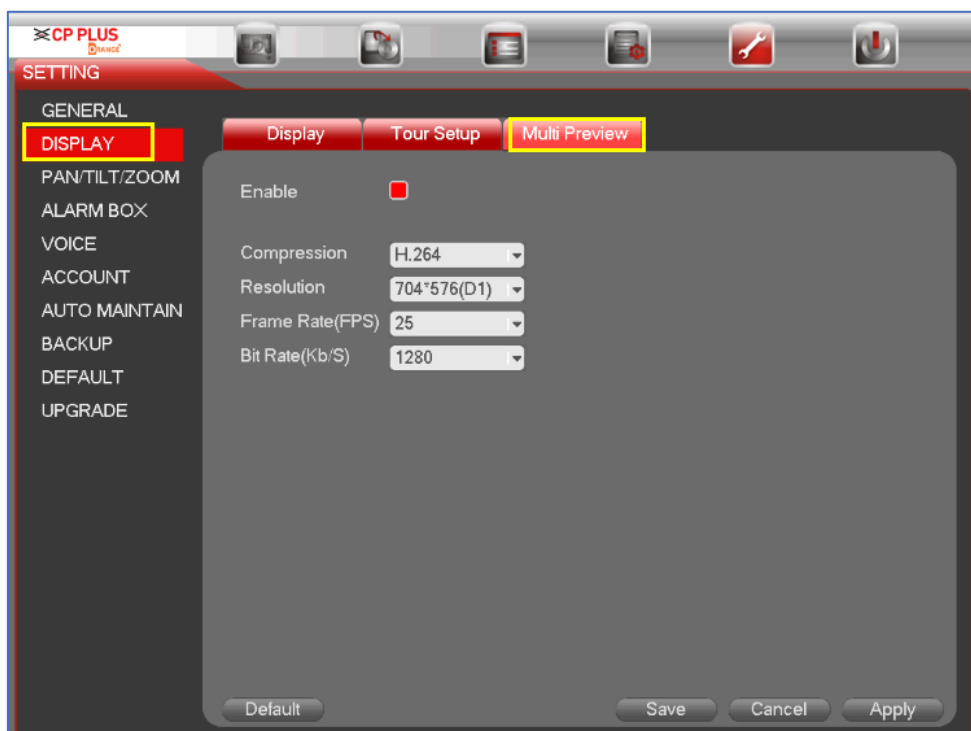 CP PLUS
ORANGE
SETTING
GENERAL
DISPLAY
PAN/TILT/ZOOM
ALARM BOX
VOICE
ACCOUNT
AUTO MAINTAIN
BACKUP
DEFAULT
UPGRADE
Display Tour Setup Multi Preview
Enable
Compression H.264
Resolution 704*576(D1)
Frame Rate(FPS) 25
Bit Rate(Kb/S) 1280
Default Save Cancel Apply